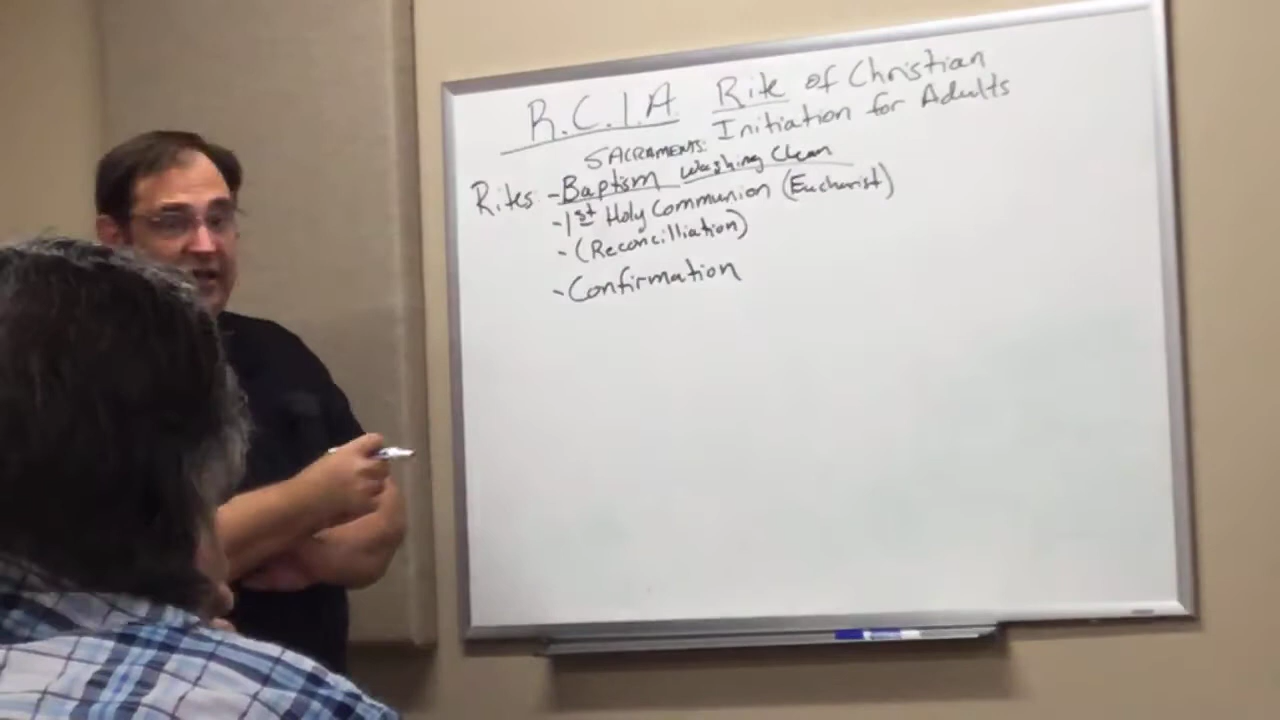 R.C.I.A Rite of Christian
Initiation for Adults
SACRAMENTS:
Rites - Baptism washing Clean
- 1st Holy Communion (Eucharist)
- (Reconcilliation)
- Confirmation